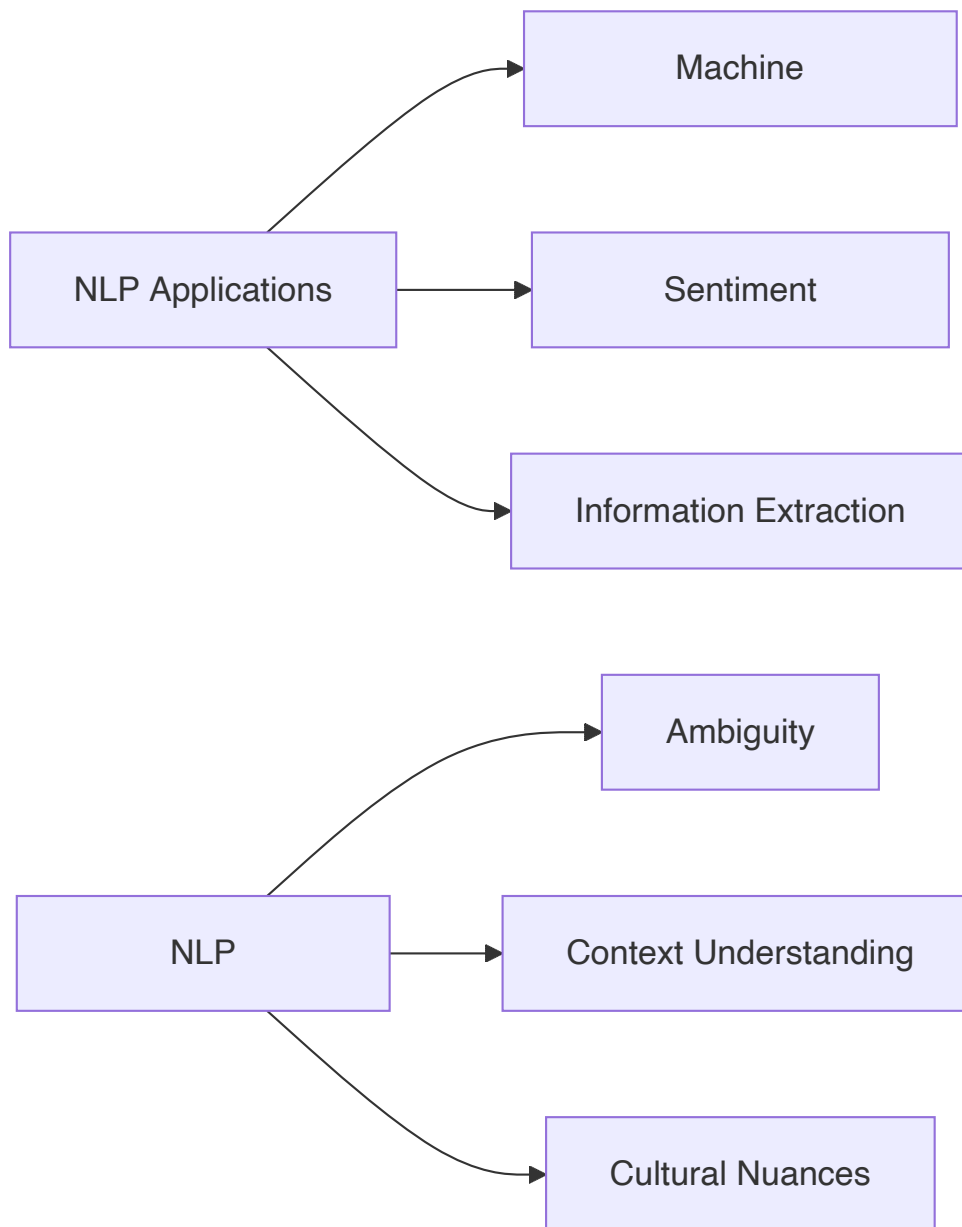 Machine
NLP Applications
Sentiment
Information Extraction
Ambiguity
NLP
Context Understanding
Cultural Nuances